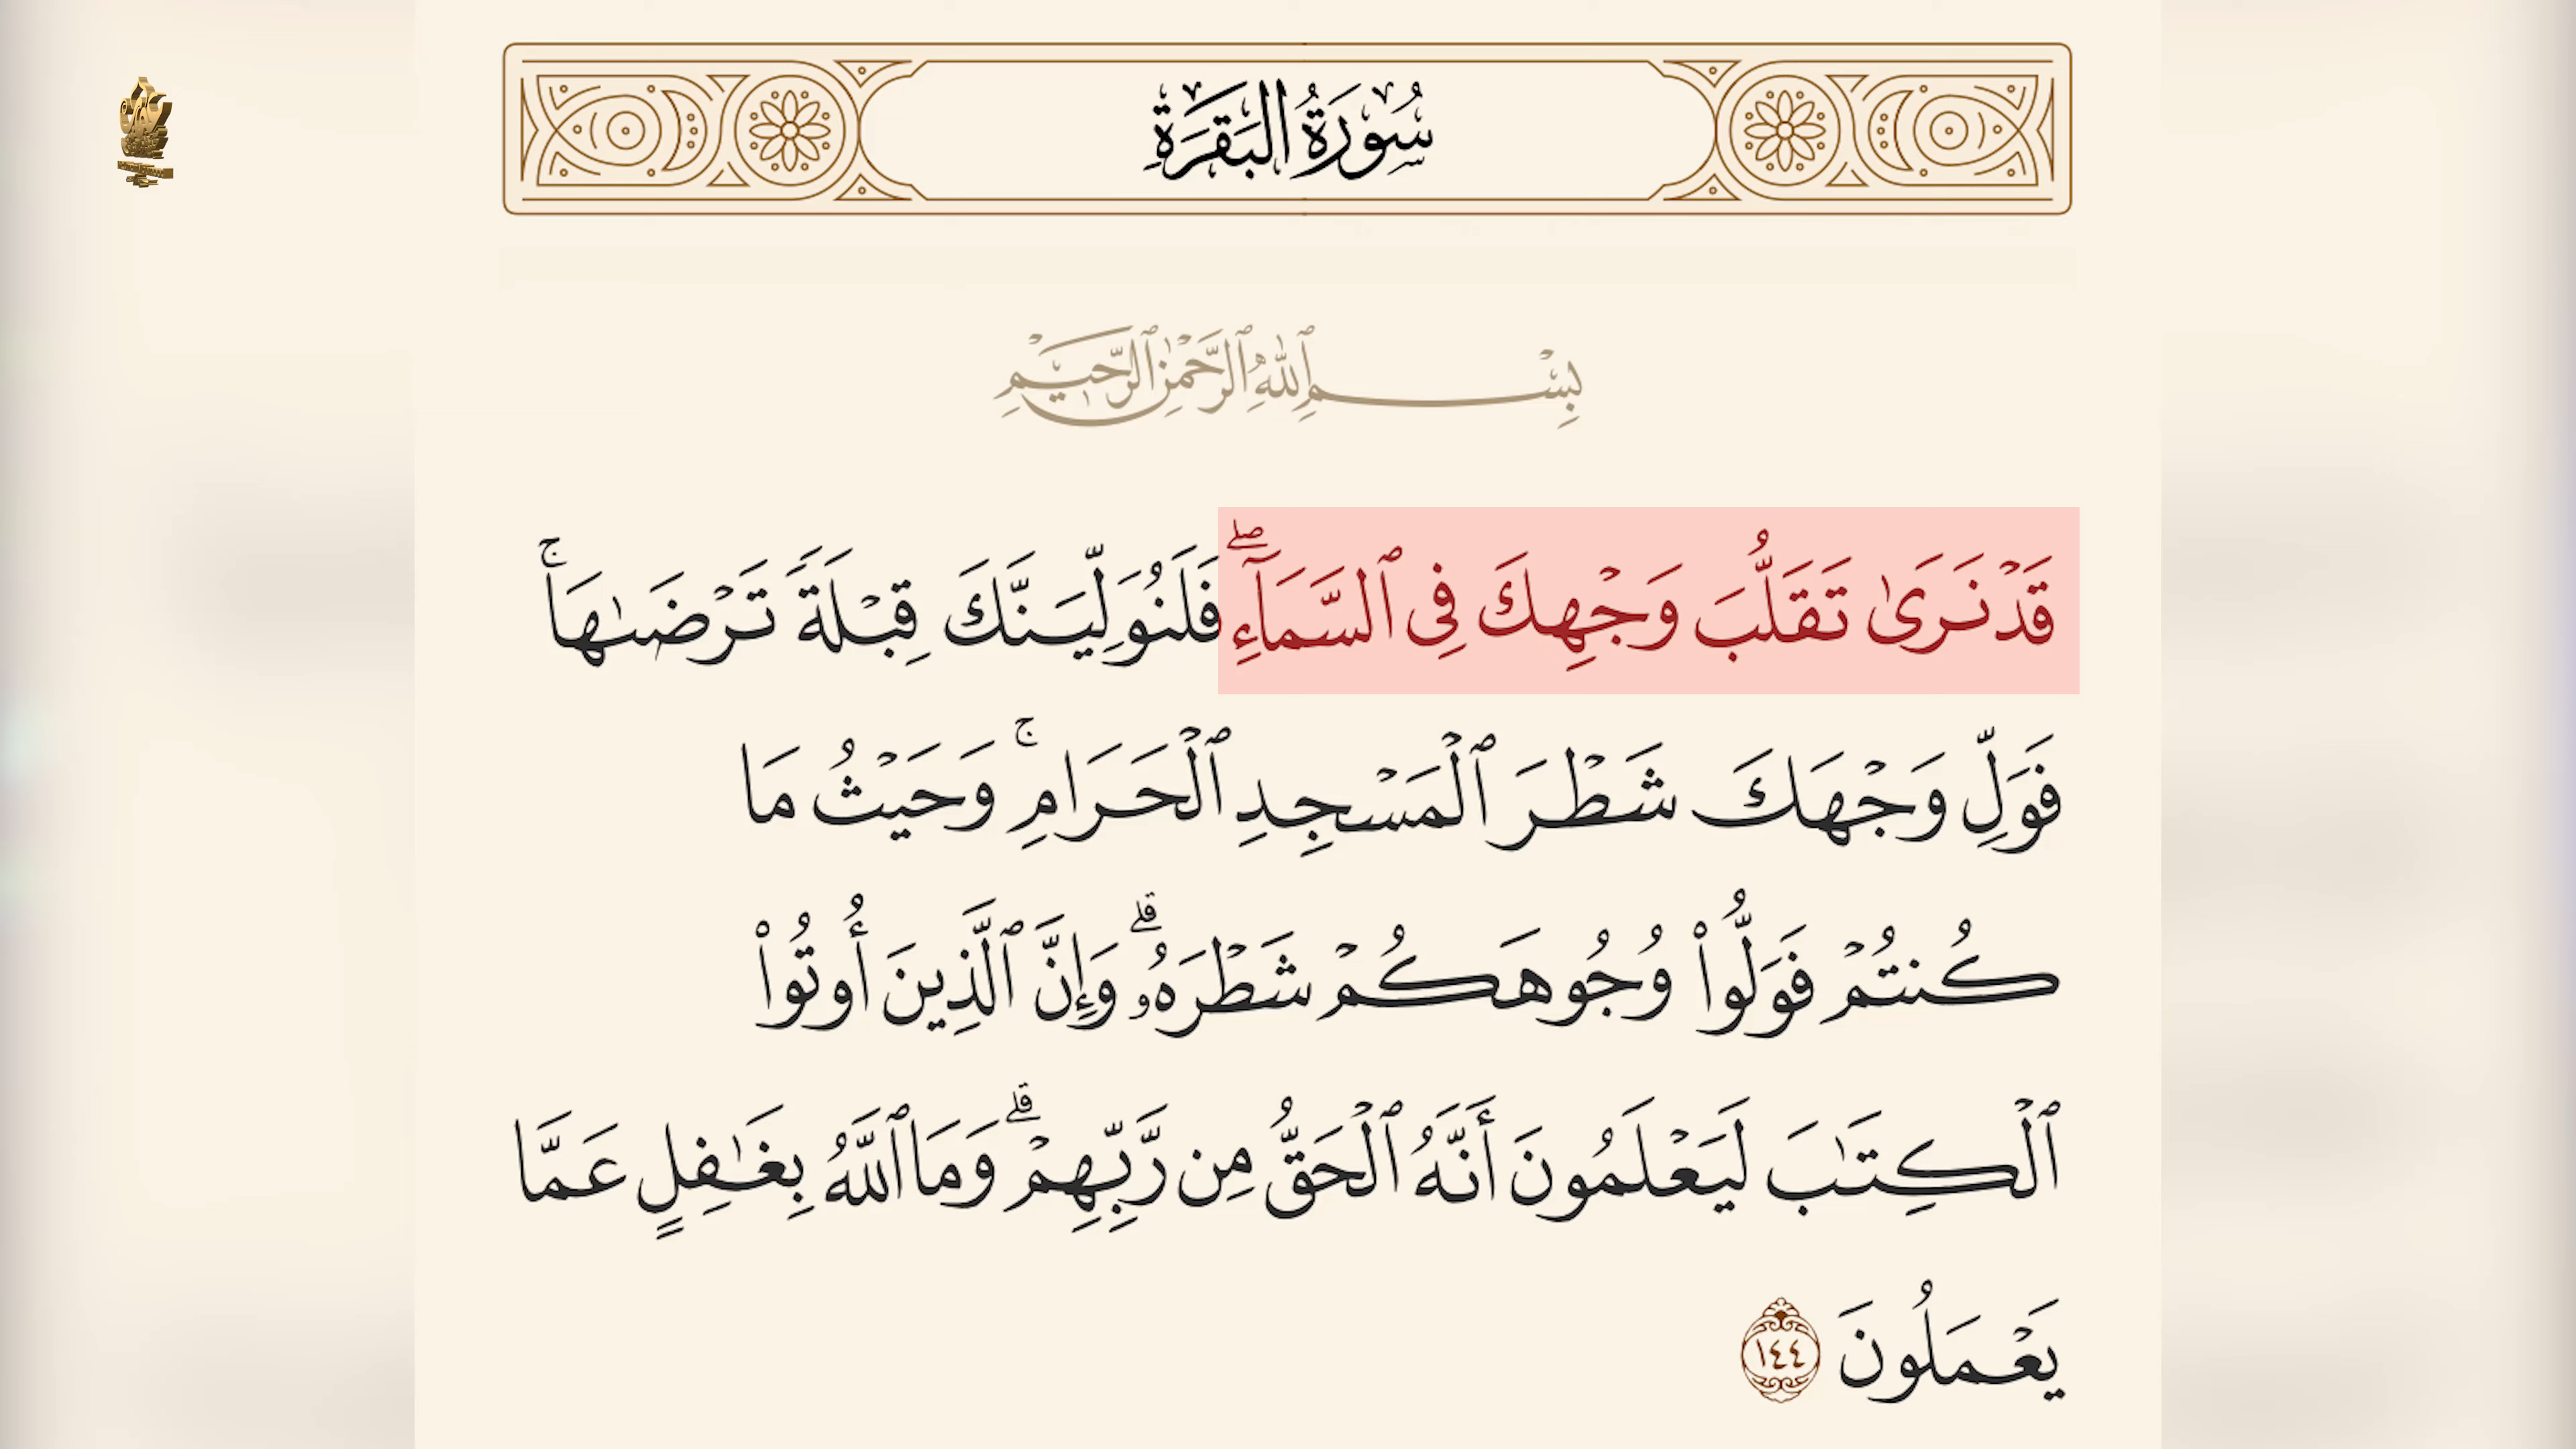 سُورَةُ البَقَرَةِ
بِسْمِ ٱللَّهِ ٱلرَّحْمَٰنِ ٱلرَّحِيمِ
قَدْ نَرَىٰ تَقَلُّبَ وَجْهِكَ فِى ٱلسَّمَآءِ ۖ فَلَنُوَلِّيَنَّكَ قِبْلَةً تَرْضَىٰهَا ۚ
فَوَلِّ وَجْهَكَ شَطْرَ ٱلْمَسْجِدِ ٱلْحَرَامِ ۚ وَحَيْثُ مَا
كُنتُمْ فَوَلُّوا۟ وُجُوهَكُمْ شَطْرَهُۥ ۗ وَإِنَّ ٱلَّذِينَ أُوتُوا۟
ٱلْكِتَٰبَ لَيَعْلَمُونَ أَنَّهُ ٱلْحَقُّ مِن رَّبِّهِمْ ۗ وَمَا ٱللَّهُ بِغَٰفِلٍ عَمَّا
يَعْمَلُونَ ١٤٤